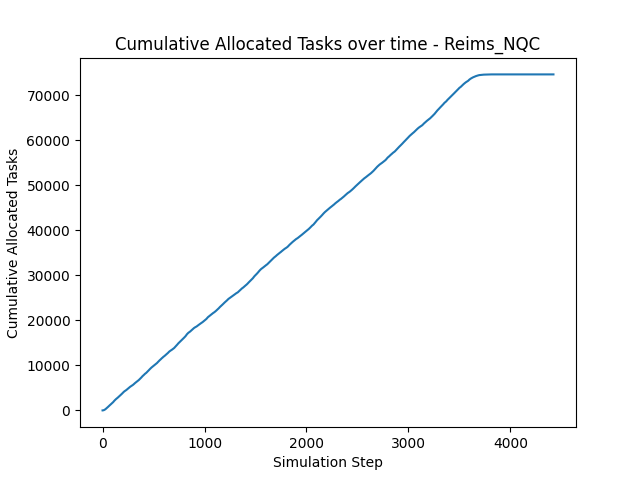 Cumulative Allocated Tasks over time - Reims_NQC
Cumulative Allocated Tasks
70000
60000
50000
40000
30000
20000
10000
0
0 1000 2000 3000 4000
Simulation Step